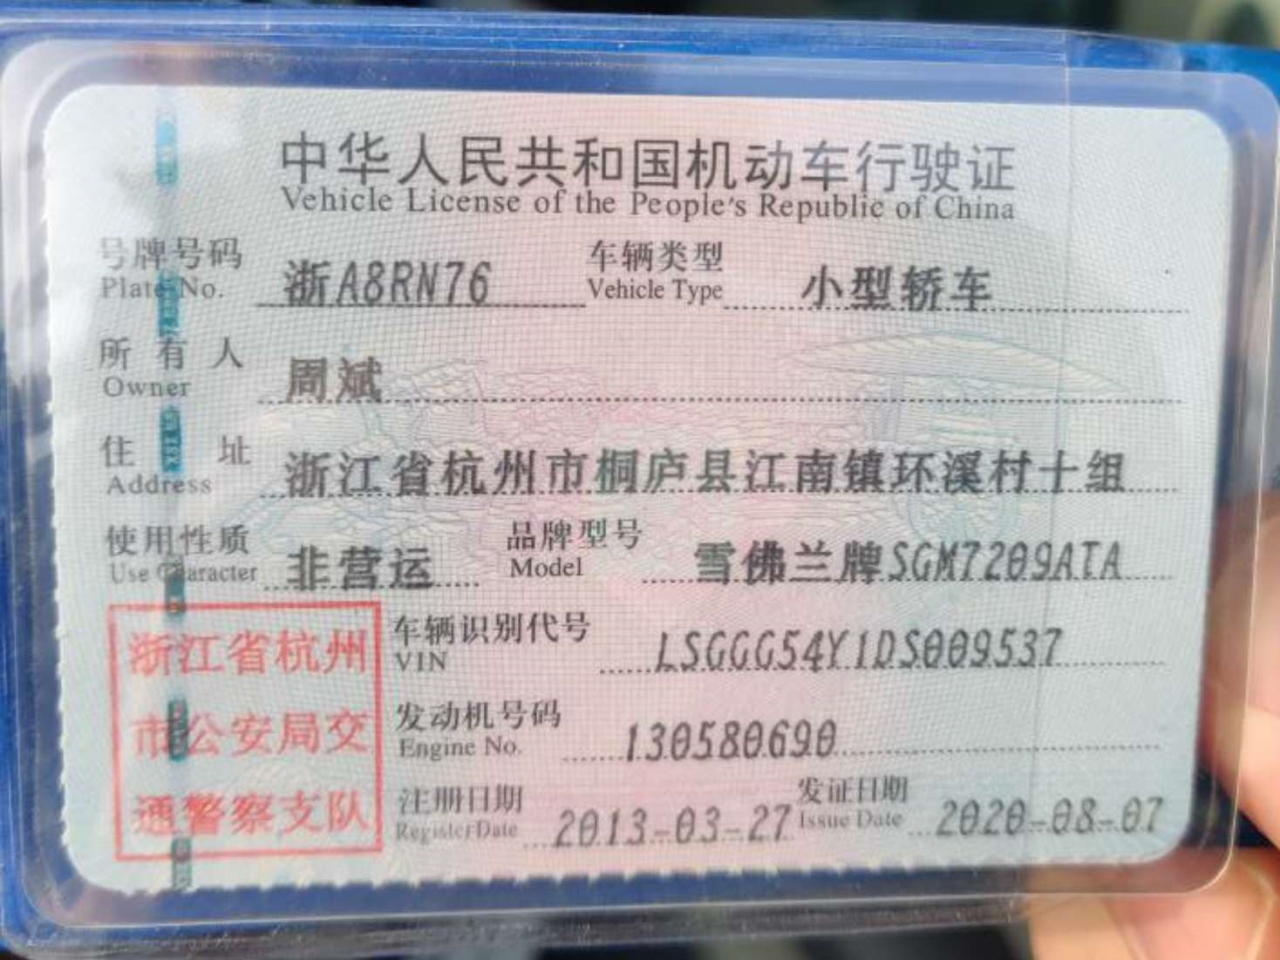 中华人民共和国机动车行驶证
Vehicle License of the People's Republic of China
号牌号码 浙A8RN76 车辆类型 小型轿车
Plate No. Vehicle Type
所有人 周斌
Owner
住址 浙江省杭州市桐庐县江南镇环溪村十组
Address
使用性质 非营运 品牌型号 雪佛兰牌SGM7209ATA
Use Character Model
浙江省杭州
市公安局交
通警察支队
车辆识别代号 LSGGG54Y1DS009537
VIN
发动机号码 130580690
Engine No.
注册日期 2013-03-27 发证日期 2020-08-07
Register Date Issue Date